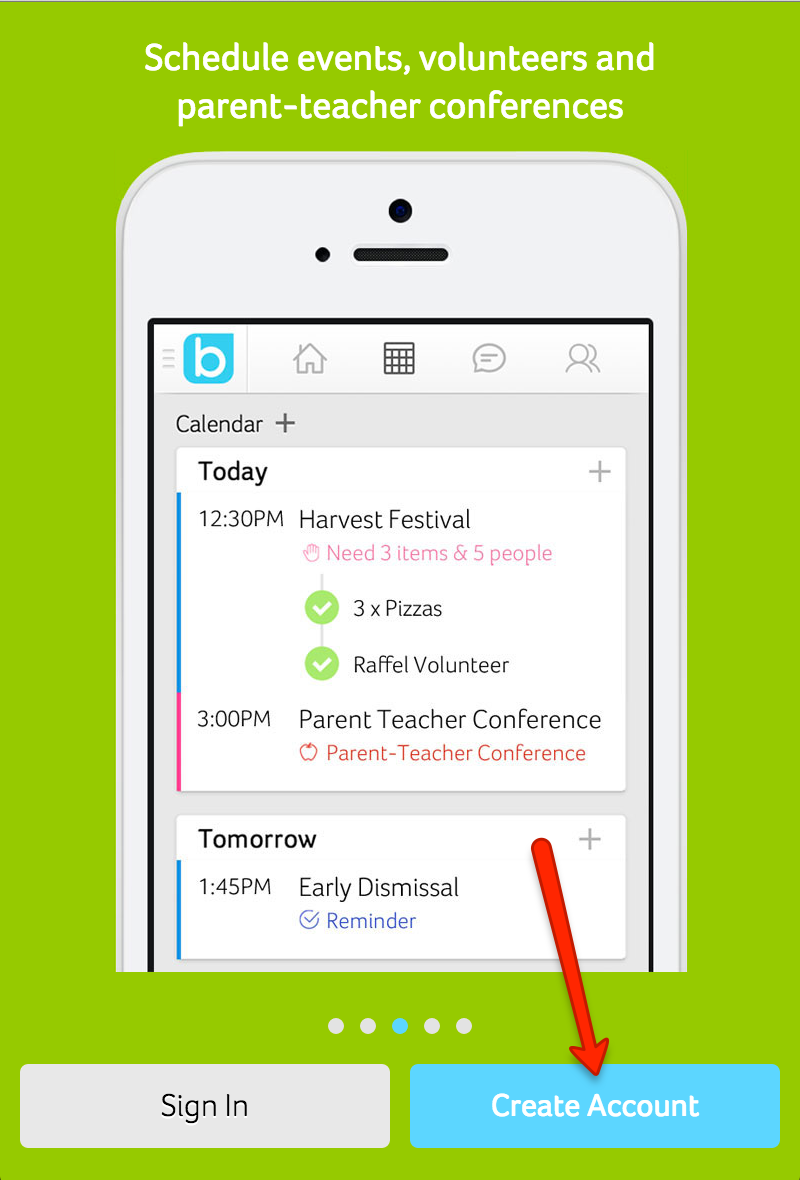 Schedule events, volunteers and
parent-teacher conferences
b
Calendar +
Today +
12:30PM Harvest Festival
Need 3 items & 5 people
3 x Pizzas
Raffel Volunteer
3:00PM Parent Teacher Conference
Parent-Teacher Conference
Tomorrow +
1:45PM Early Dismissal
Reminder
Sign In
Create Account